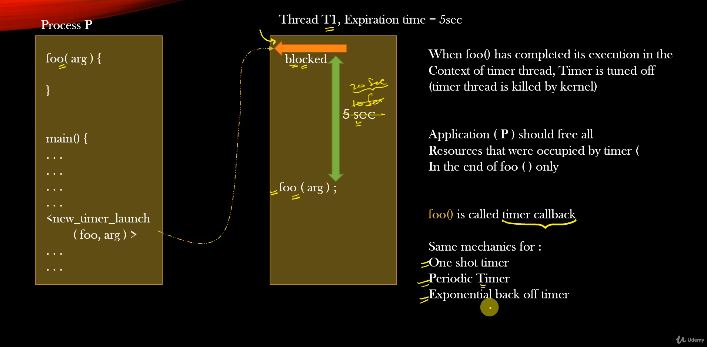 Process P
foo( arg ) {
}
main() {
. . .
. . .
. . .
. . .
<new_timer_launch
( foo, arg ) >
. . .
. . .
Thread T1, Expiration time = 5sec
blocked
20 sec
5 sec
foo ( arg ) ;
When foo() has completed its execution in the
Context of timer thread, Timer is tuned off
(timer thread is killed by kernel)
Application ( P ) should free all
Resources that were occupied by timer (
In the end of foo ( ) only
foo() is called timer callback
Same mechanics for :
One shot timer
Periodic Timer
Exponential back off timer
Udemy